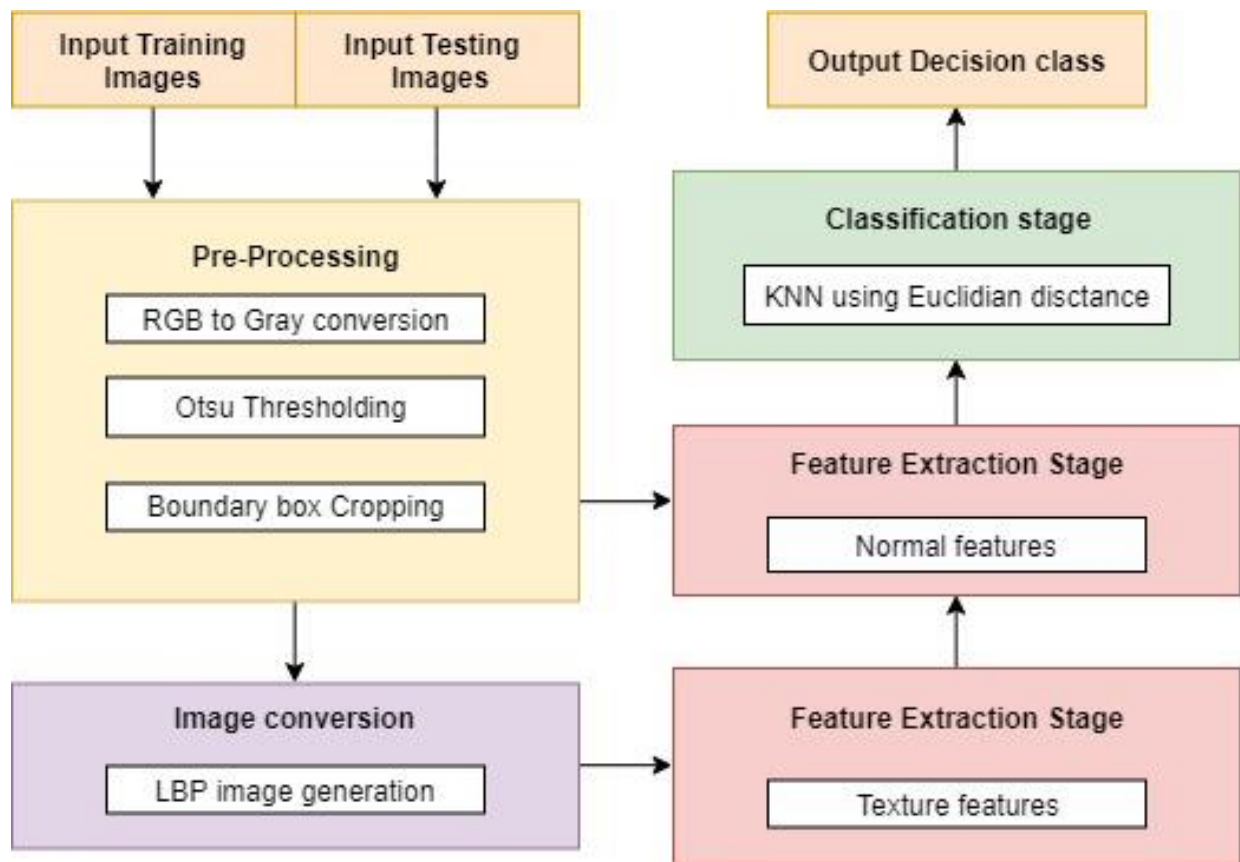 Input Training
Images
Input Testing
Images
Output Decision class
Pre-Processing
RGB to Gray conversion
Otsu Thresholding
Boundary box Cropping
Classification stage
KNN using Euclidian disctance
Feature Extraction Stage
Normal features
Image conversion
LBP image generation
Feature Extraction Stage
Texture features